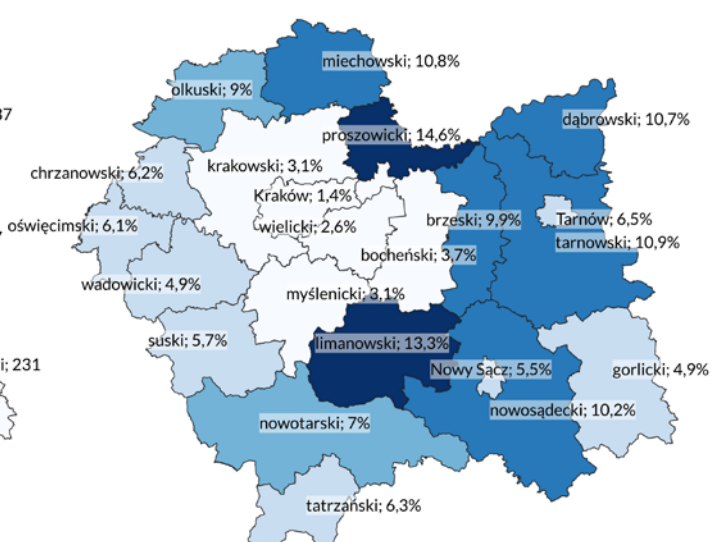 miechowski; 10,8%
olkuski; 9%
37
dąbrowski; 10,7%
proszowicki; 14,6%
krakowski; 3,1%
chrzanowski; 6,2%
Kraków; 1,4%
Tarnów; 6,5%
brzeski; 9,9%
oświęcimski; 6,1%
wielicki; 2,6%
tarnowski; 10,9%
bocheński; 3,7%
wadowicki; 4,9%
myślenicki; 3,1%
suski; 5,7%
limanowski; 13,3%
i; 231
Nowy Sącz; 5,5%
gorlicki; 4,9%
nowosądecki; 10,2%
nowotarski; 7%
tatrzański; 6,3%